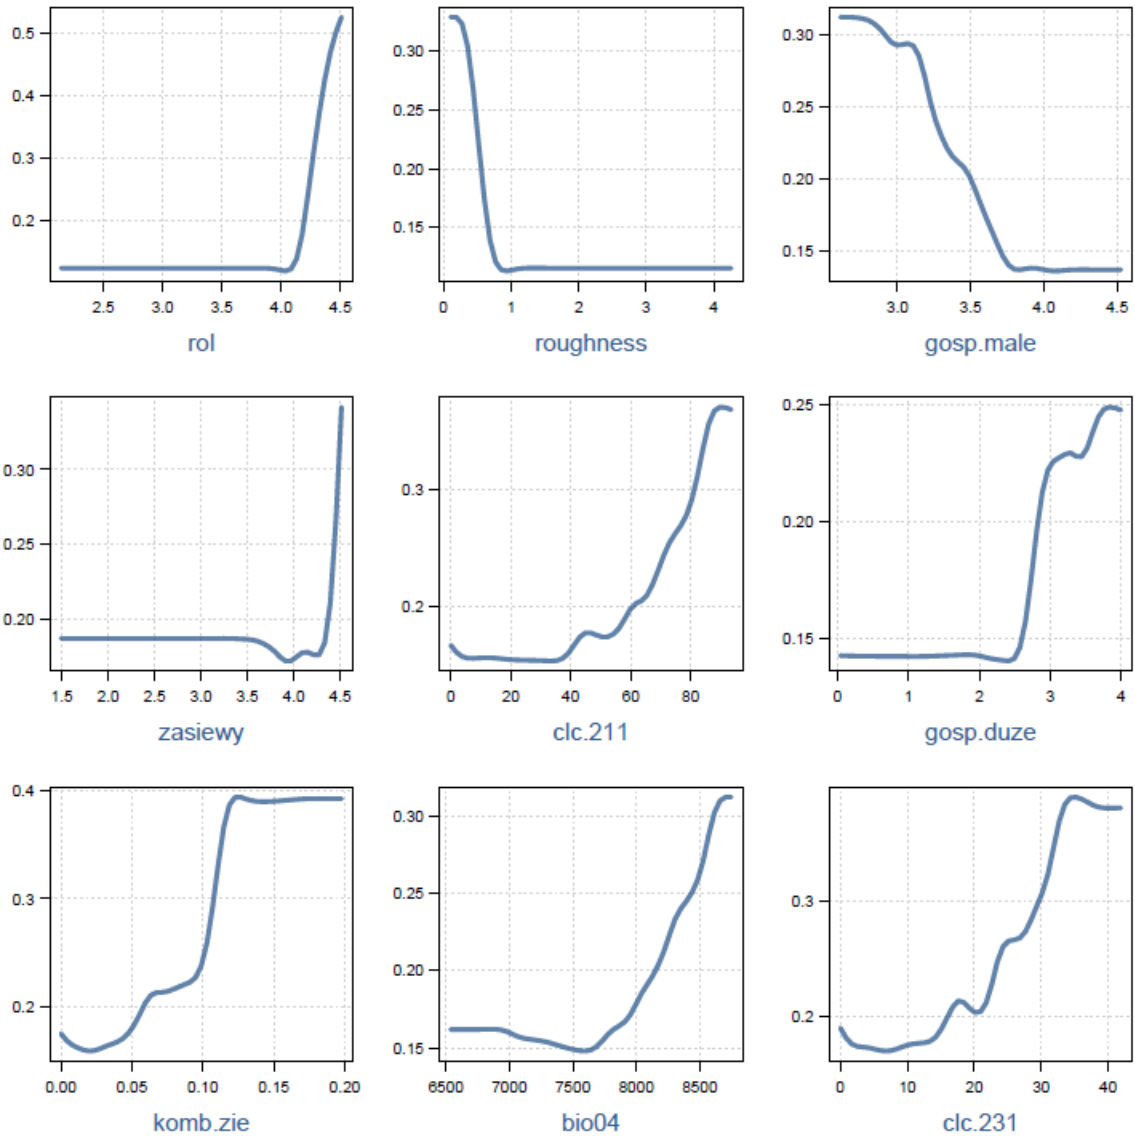 0.5
0.4
0.3
0.2
2.5 3.0 3.5 4.0 4.5
rol
0.30
0.25
0.20
0.15
0 1 2 3 4
roughness
0.30
0.25
0.20
0.15
3.0 3.5 4.0 4.5
gosp.male
0.30
0.25
0.20
1.5 2.0 2.5 3.0 3.5 4.0 4.5
zasiewy
0.3
0.2
0 20 40 60 80
clc.211
0.25
0.20
0.15
0 1 2 3 4
gosp.duze
0.4
0.3
0.2
0.00 0.05 0.10 0.15 0.20
komb.zie
0.30
0.25
0.20
0.15
6500 7000 7500 8000 8500
bio04
0.3
0.2
0 10 20 30 40
clc.231